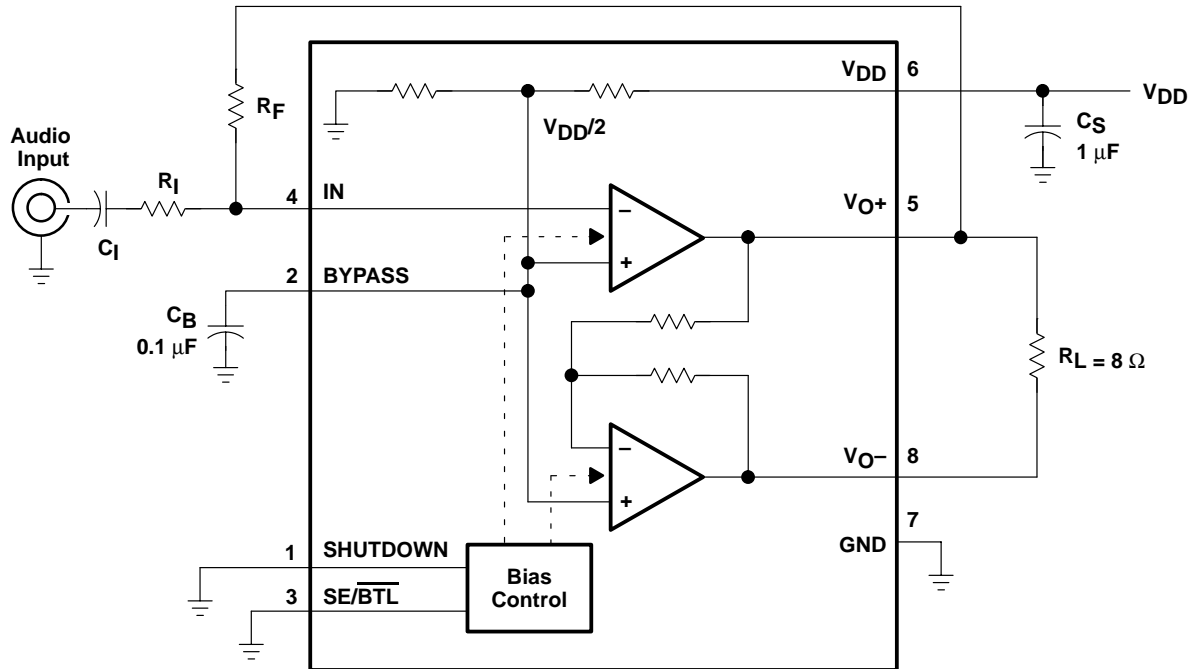 VDD 6
VDD
RF
VDD/2
CS
1 μF
Audio
Input
RI
CI
4 IN
VO+ 5
−
+
2 BYPASS
CB
0.1 μF
RL = 8 Ω
−
+
VO− 8
7
GND
1 SHUTDOWN
3 SE/BTL
Bias
Control